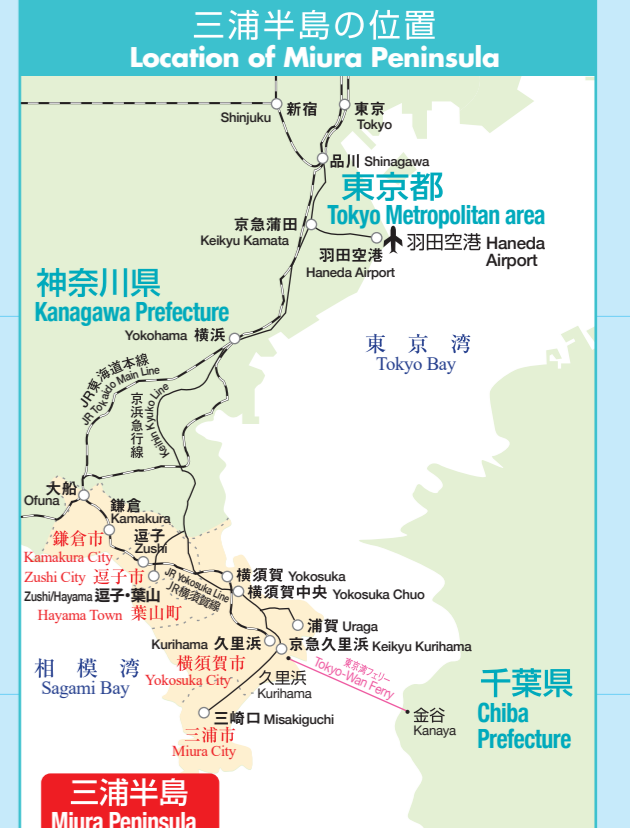 三浦半島の位置
Location of Miura Peninsula
新宿
Shinjuku
東京
Tokyo
品川 Shinagawa
東京都
Tokyo Metropolitan area
京急蒲田
Keikyu Kamata
羽田空港
Haneda Airport
羽田空港 Haneda
Airport
神奈川県
Kanagawa Prefecture
Yokohama 横浜
東京湾
Tokyo Bay
JR東海道本線
JR Tokaido Main Line
京浜急行線
Keihin Kyuko Line
大船
Ofuna
鎌倉
Kamakura
鎌倉市
Kamakura City
逗子
Zushi
Zushi City 逗子市
Zushi/Hayama 逗子・葉山
Hayama Town 葉山町
JR Yokosuka Line
JR横須賀線
横須賀 Yokosuka
横須賀中央 Yokosuka Chuo
浦賀 Uraga
Kurihama 久里浜
京急久里浜 Keikyu Kurihama
横須賀市
Yokosuka City
久里浜
Kurihama
東京湾フェリー
Tokyo-Wan Ferry
相模湾
Sagami Bay
千葉県
Chiba
Prefecture
金谷
Kanaya
三崎口 Misakiguchi
三浦市
Miura City
三浦半島
Miura Peninsula